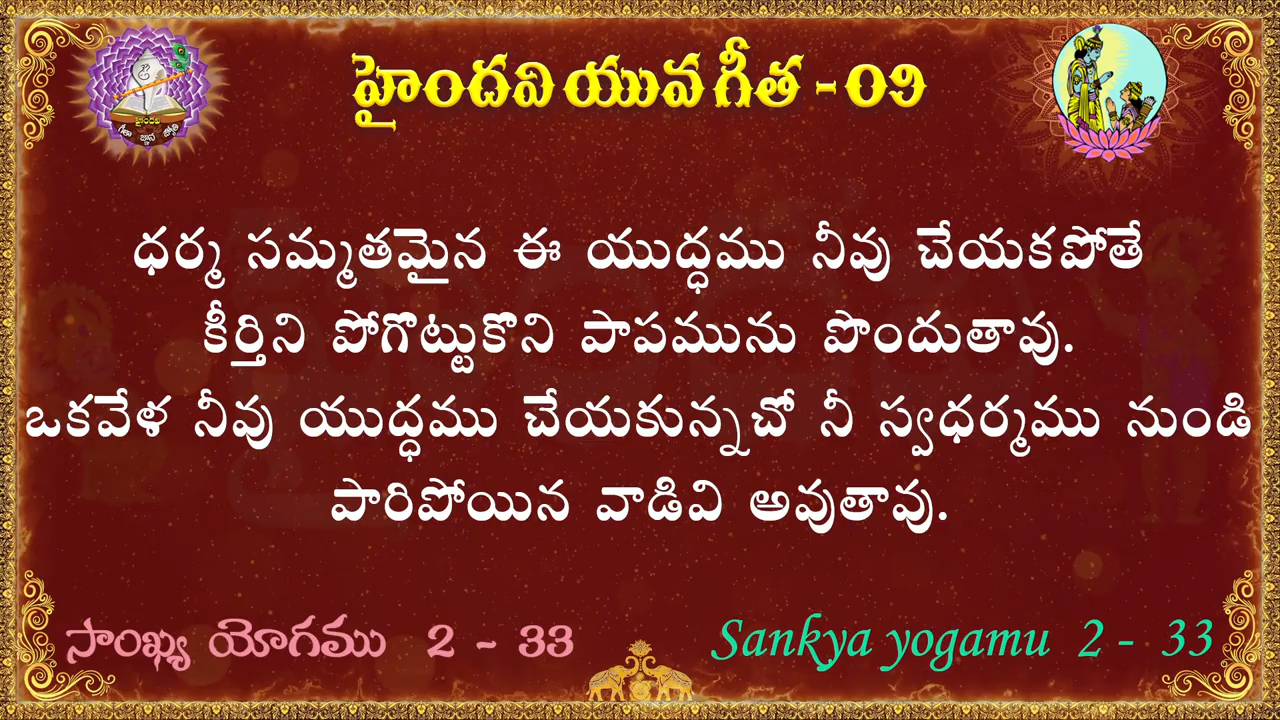 హైందవి యువ గీత - 09
హైందవి
గీతా జ్ఞాన జ్యోతి
ధర్మ సమ్మతమైన ఈ యుద్ధము నీవు చేయకపోతే
కీర్తిని పోగొట్టుకొని పాపమును పొందుతావు.
ఒకవేళ నీవు యుద్ధము చేయకున్నచో నీ స్వధర్మము నుండి
పారిపోయిన వాడివి అవుతావు.
సాంఖ్య యోగము 2 - 33
Sankya yogamu 2 - 33